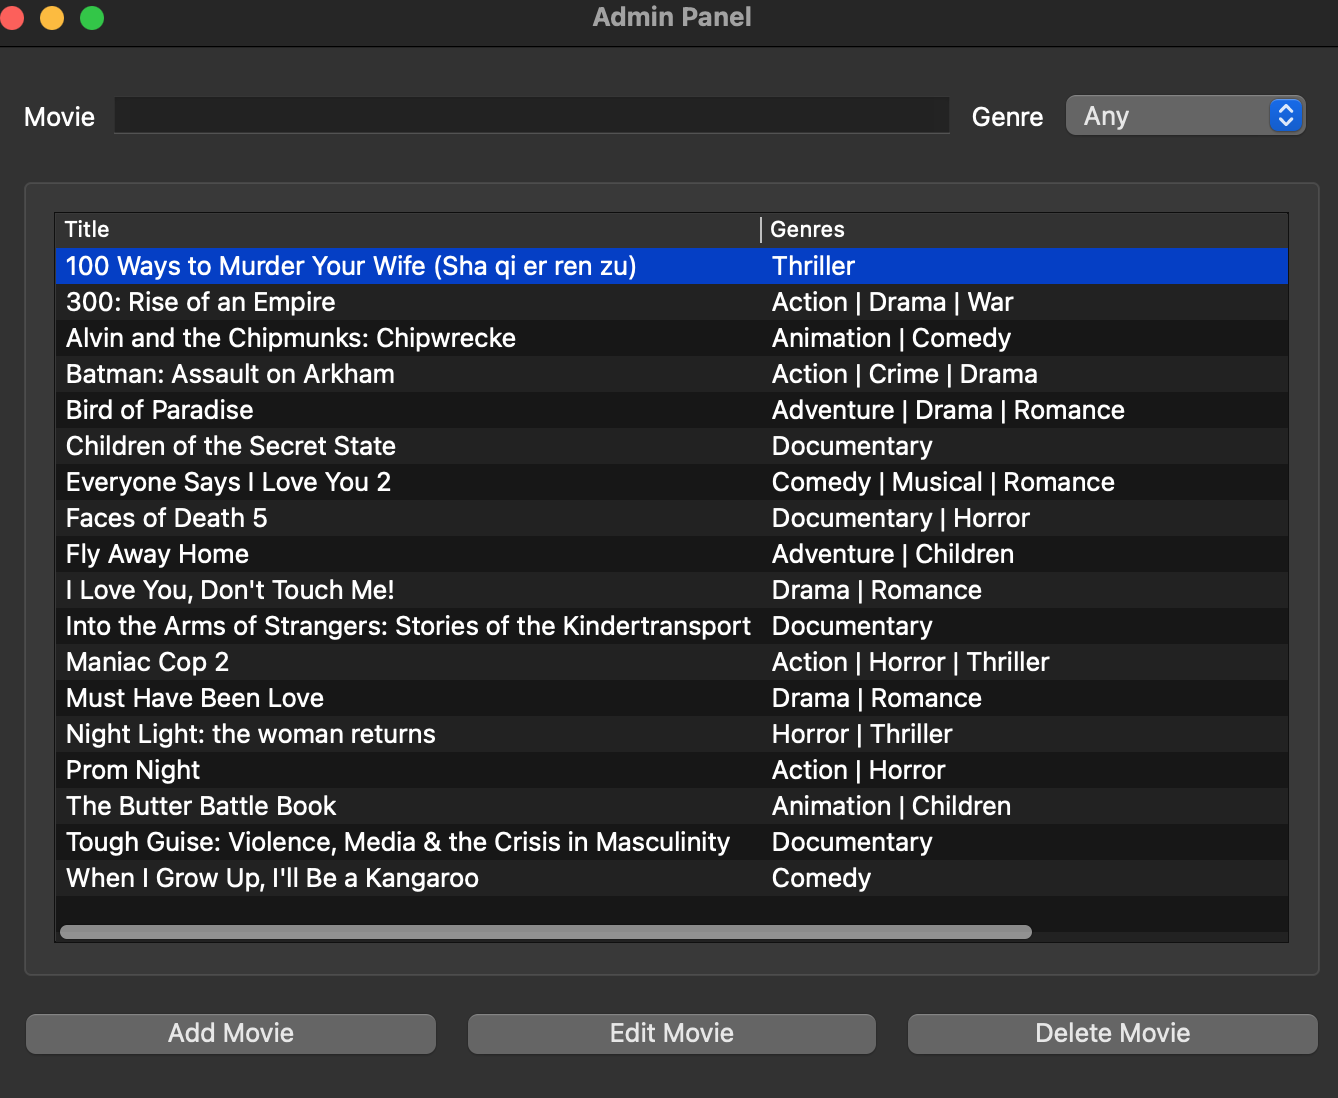 Admin Panel
Movie Genre Any
Title Genres
100 Ways to Murder Your Wife (Sha qi er ren zu) Thriller
300: Rise of an Empire Action | Drama | War
Alvin and the Chipmunks: Chipwrecke Animation | Comedy
Batman: Assault on Arkham Action | Crime | Drama
Bird of Paradise Adventure | Drama | Romance
Children of the Secret State Documentary
Everyone Says I Love You 2 Comedy | Musical | Romance
Faces of Death 5 Documentary | Horror
Fly Away Home Adventure | Children
I Love You, Don't Touch Me! Drama | Romance
Into the Arms of Strangers: Stories of the Kindertransport Documentary
Maniac Cop 2 Action | Horror | Thriller
Must Have Been Love Drama | Romance
Night Light: the woman returns Horror | Thriller
Prom Night Action | Horror
The Butter Battle Book Animation | Children
Tough Guise: Violence, Media & the Crisis in Masculinity Documentary
When I Grow Up, I'll Be a Kangaroo Comedy
Add Movie Edit Movie Delete Movie